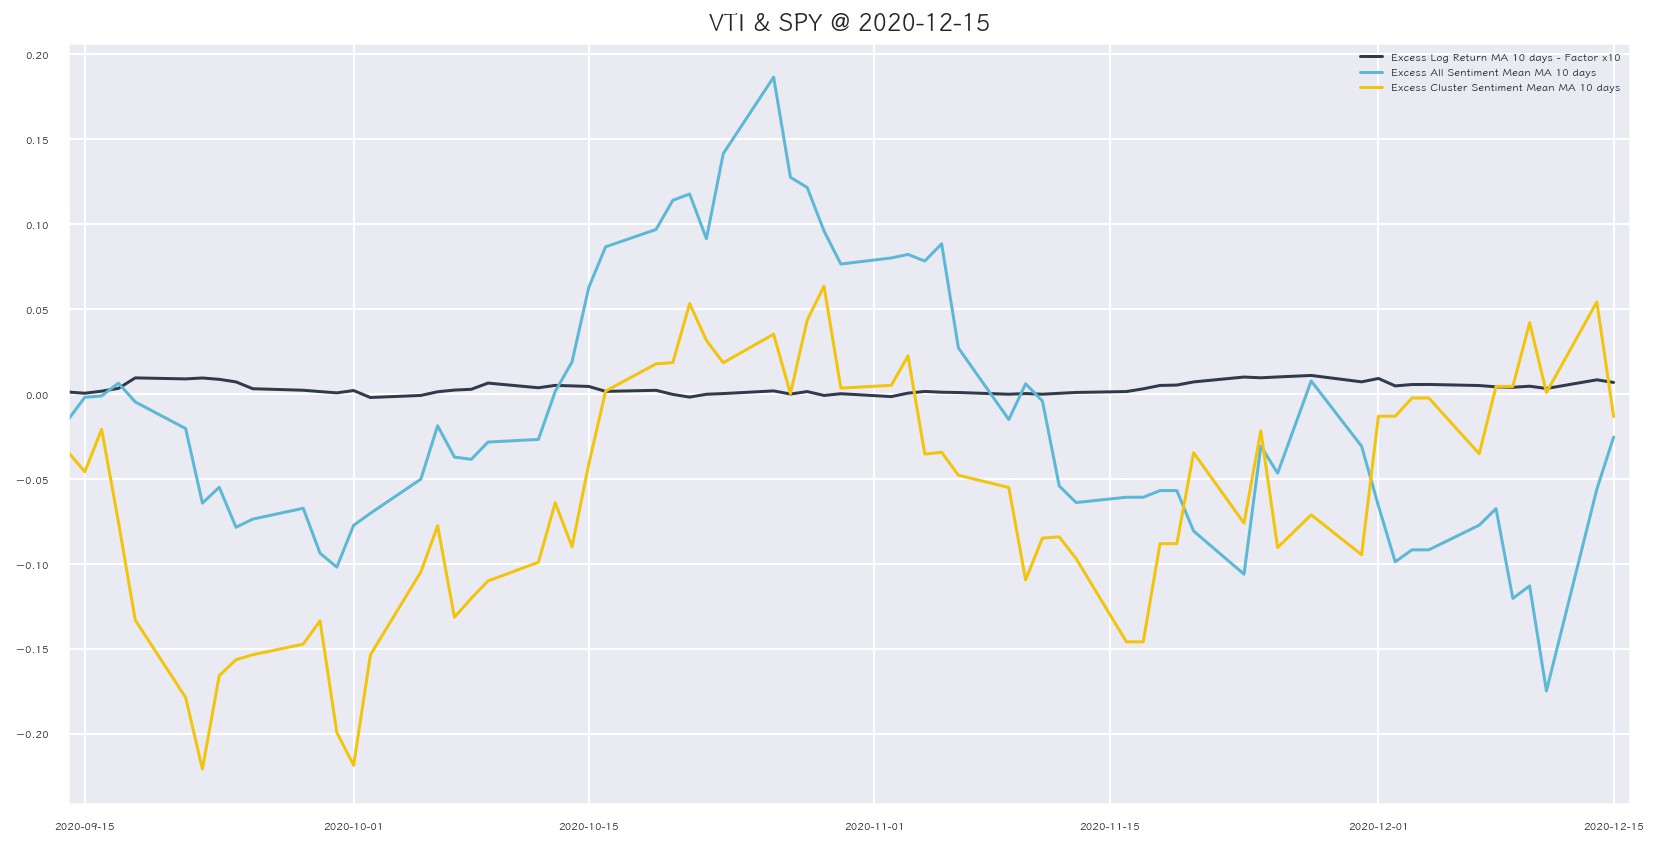 VTI & SPY @ 2020-12-15
Excess Log Return MA 10 days - Factor x10
Excess All Sentiment Mean MA 10 days
Excess Cluster Sentiment Mean MA 10 days
0.20
0.15
0.10
0.05
0.00
−0.05
−0.10
−0.15
−0.20
2020-09-15 2020-10-01 2020-10-15 2020-11-01 2020-11-15 2020-12-01 2020-12-15